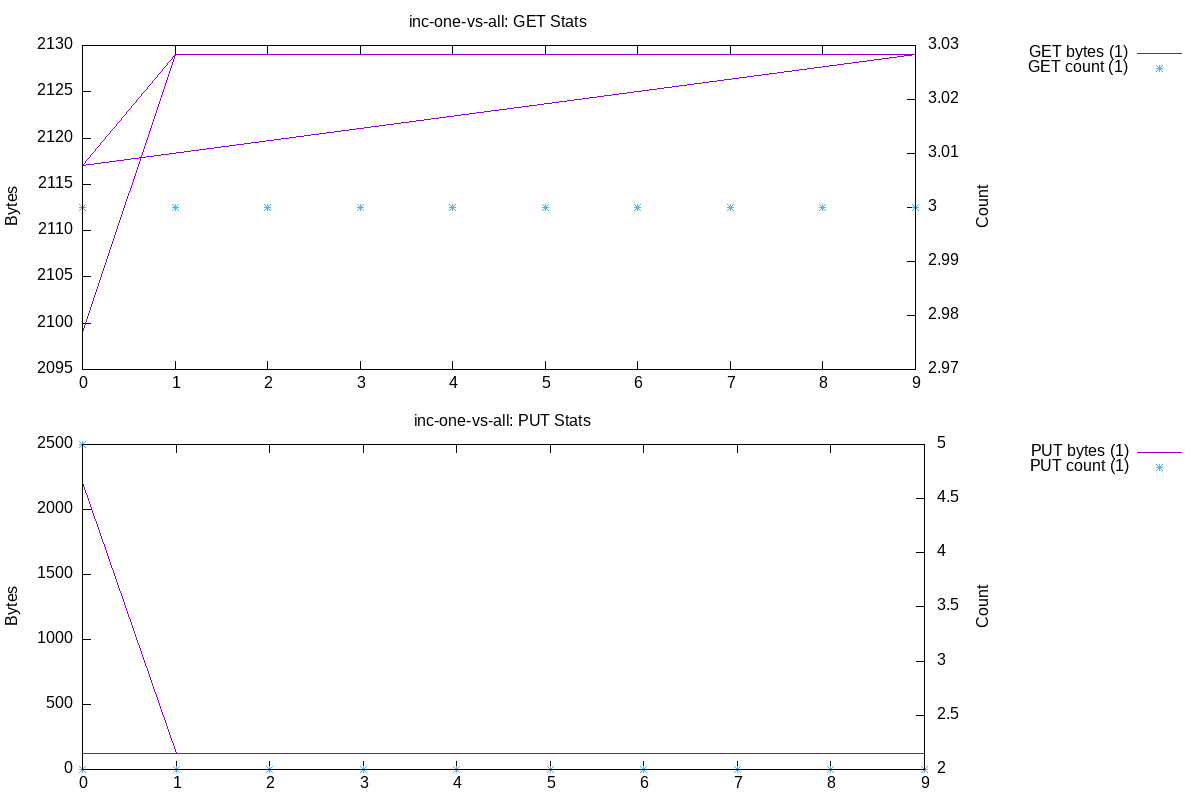 inc-one-vs-all: GET Stats
2130
2125
2120
2115
2110
2105
2100
2095
Bytes
0 1 2 3 4 5 6 7 8 9
3.03
3.02
3.01
3
2.99
2.98
2.97
Count
GET bytes (1)
GET count (1)
inc-one-vs-all: PUT Stats
2500
2000
1500
1000
500
0
Bytes
0 1 2 3 4 5 6 7 8 9
5
4.5
4
3.5
3
2.5
2
Count
PUT bytes (1)
PUT count (1)